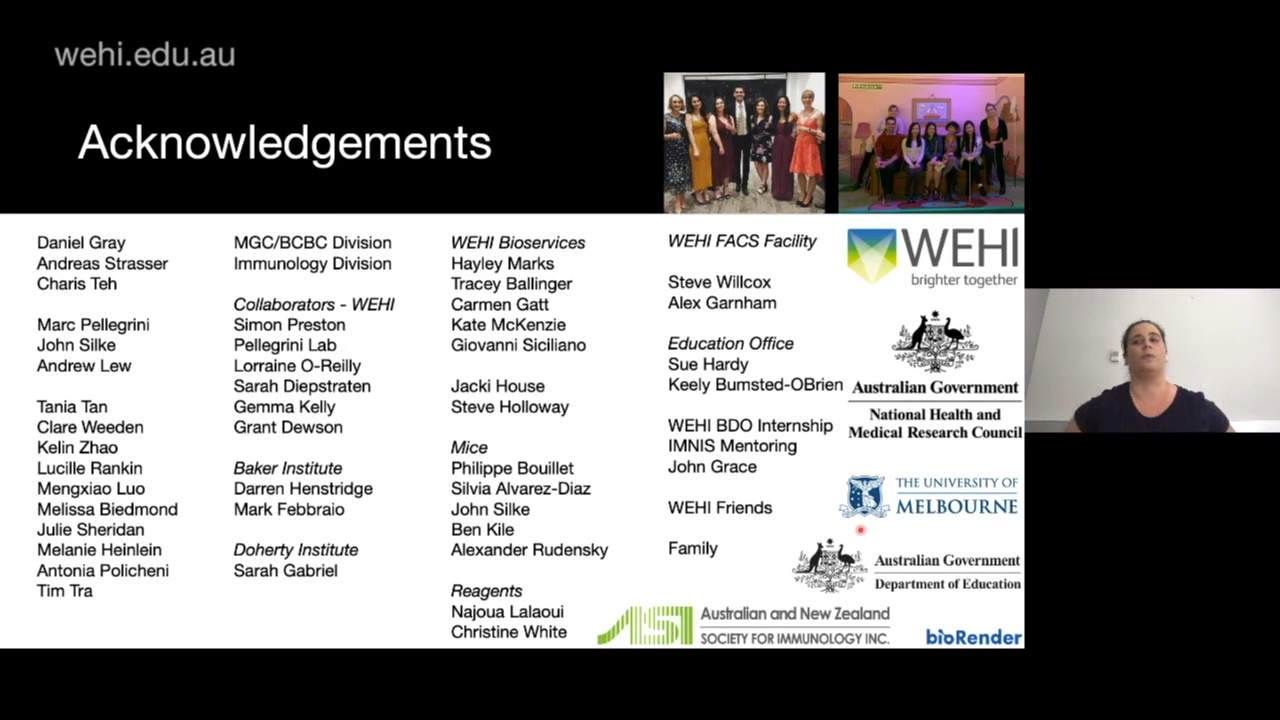 wehi.edu.au
Acknowledgements
Daniel Gray
Andreas Strasser
Charis Teh
Marc Pellegrini
John Silke
Andrew Lew
Tania Tan
Clare Weeden
Kelin Zhao
Lucille Rankin
Mengxiao Luo
Melissa Biedmond
Julie Sheridan
Melanie Heinlein
Antonia Policheni
Tim Tra
MGC/BCBC Division
Immunology Division
Collaborators - WEHI
Simon Preston
Pellegrini Lab
Lorraine O-Reilly
Sarah Diepstraten
Gemma Kelly
Grant Dewson
Baker Institute
Darren Henstridge
Mark Febbraio
Doherty Institute
Sarah Gabriel
WEHI Bioservices
Hayley Marks
Tracey Ballinger
Carmen Gatt
Kate McKenzie
Giovanni Siciliano
Jacki House
Steve Holloway
Mice
Philippe Bouillet
Silvia Alvarez-Diaz
John Silke
Ben Kile
Alexander Rudensky
Reagents
Najoua Lalaoui
Christine White
WEHI FACS Facility
Steve Willcox
Alex Garnham
Education Office
Sue Hardy
Keely Bumsted-OBrien
WEHI BDO Internship
IMNIS Mentoring
John Grace
WEHI Friends
Family
WEHI
brighter together
Australian Government
National Health and
Medical Research Council
THE UNIVERSITY OF
MELBOURNE
Australian Government
Department of Education
ASI
Australian and New Zealand
SOCIETY FOR IMMUNOLOGY INC.
bioRender